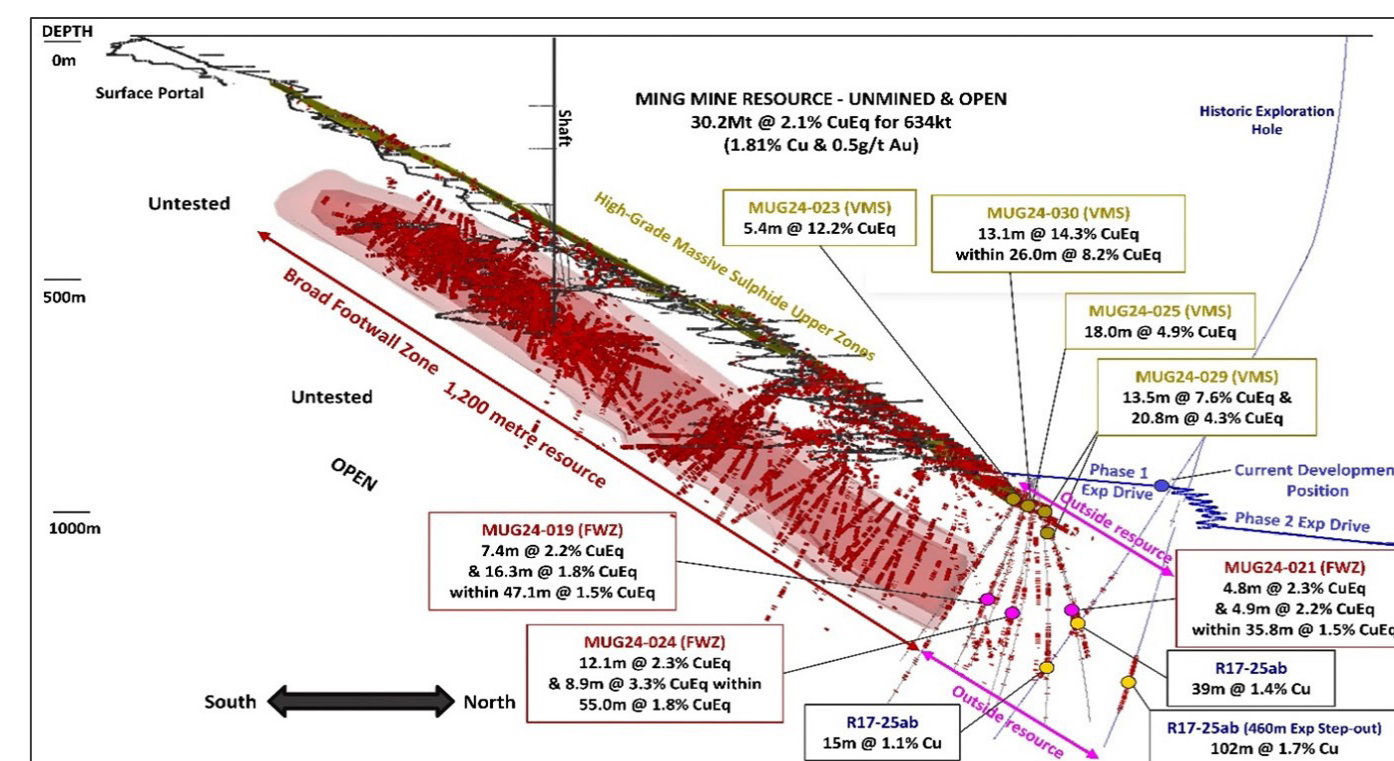 DEPTH
0m
Surface Portal
Shaft
MING MINE RESOURCE - UNMINED & OPEN
30.2Mt @ 2.1% CuEq for 634kt
(1.81% Cu & 0.5g/t Au)
Historic Exploration
Hole
Untested
High-Grade Massive Sulphide Upper Zones
MUG24-023 (VMS)
5.4m @ 12.2% CuEq
MUG24-030 (VMS)
13.1m @ 14.3% CuEq
within 26.0m @ 8.2% CuEq
500m
MUG24-025 (VMS)
18.0m @ 4.9% CuEq
Broad Footwall Zone 1,200 metre resource
MUG24-029 (VMS)
13.5m @ 7.6% CuEq &
20.8m @ 4.3% CuEq
Untested
OPEN
Phase 1
Exp Drive
Current Developmen
Position
Phase 2 Exp Drive
Outside resource
1000m
MUG24-019 (FWZ)
7.4m @ 2.2% CuEq
& 16.3m @ 1.8% CuEq
within 47.1m @ 1.5% CuEq
MUG24-021 (FWZ)
4.8m @ 2.3% CuEq
& 4.9m @ 2.2% CuEq
within 35.8m @ 1.5% CuEq
MUG24-024 (FWZ)
12.1m @ 2.3% CuEq
& 8.9m @ 3.3% CuEq within
55.0m @ 1.8% CuEq
R17-25ab
39m @ 1.4% Cu
South
North
Outside resource
R17-25ab
15m @ 1.1% Cu
R17-25ab (460m Exp Step-out)
102m @ 1.7% Cu